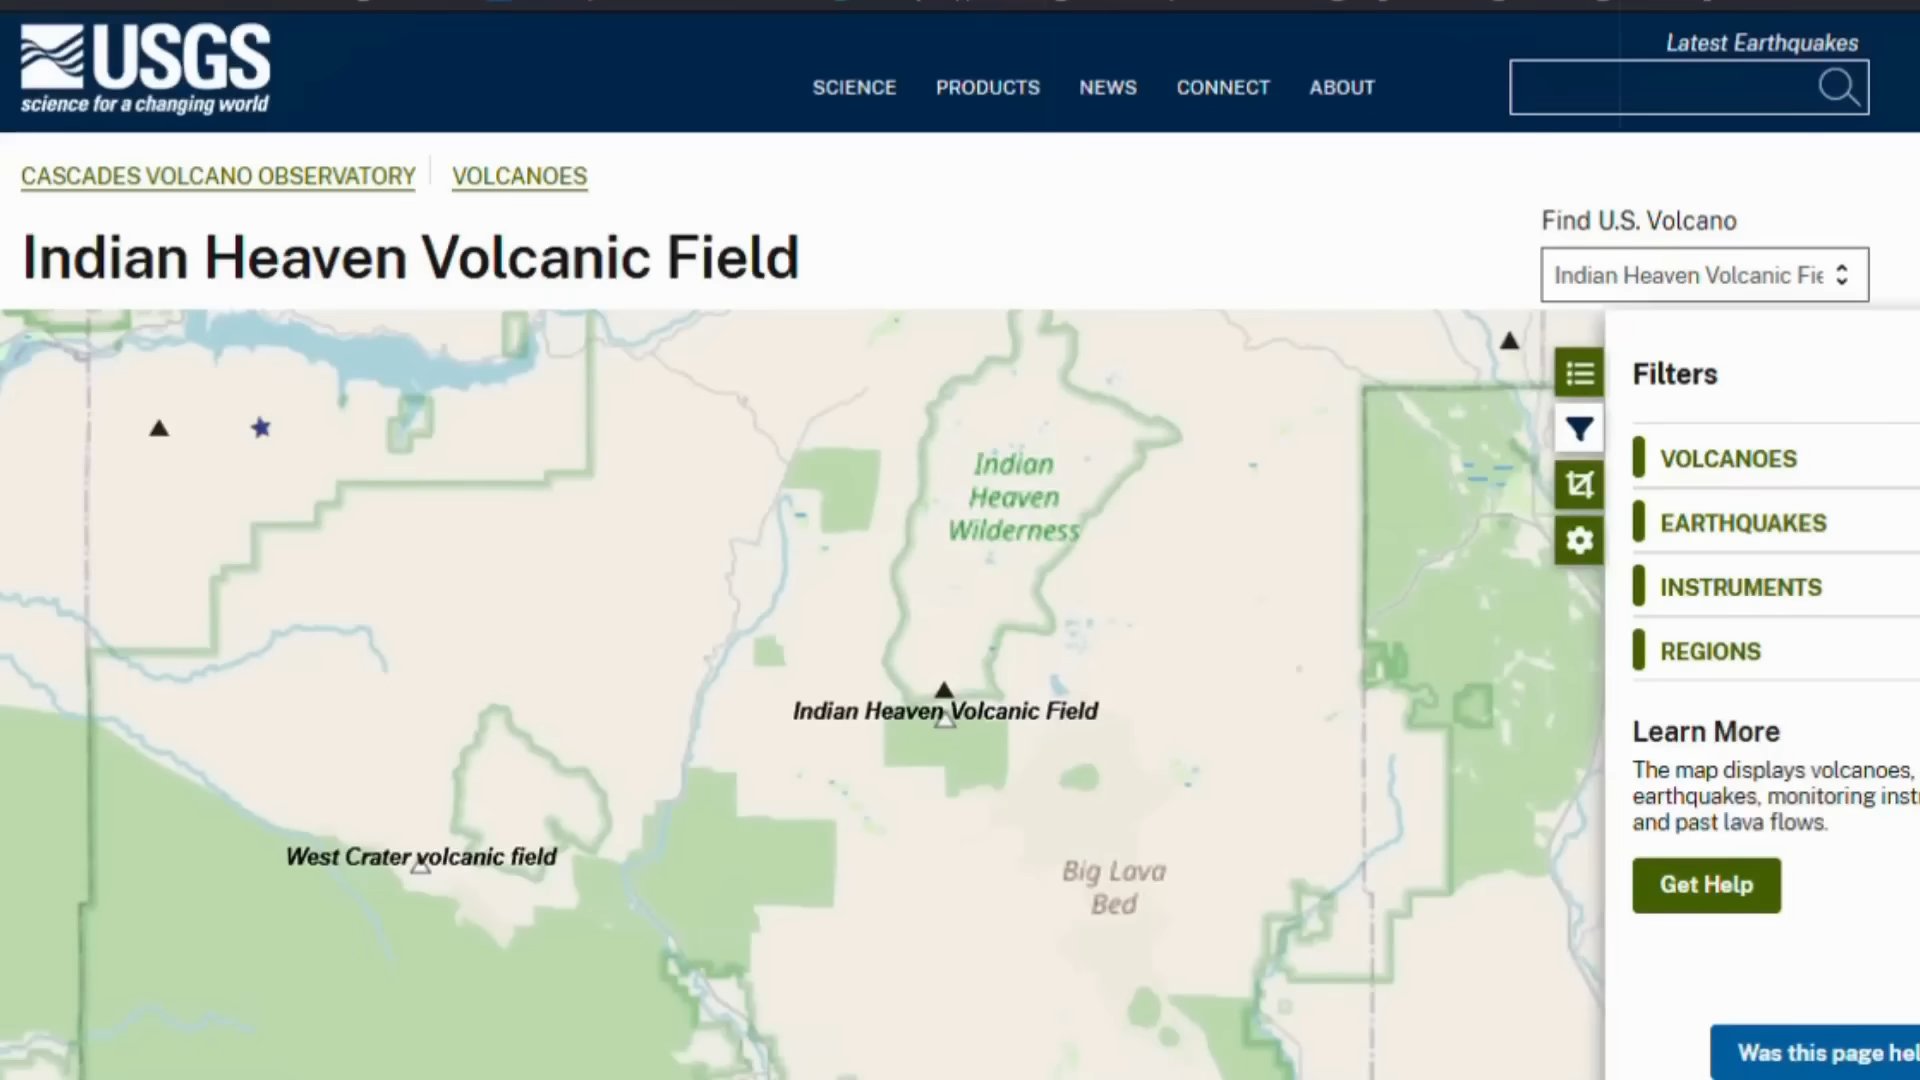 USGS
science for a changing world
SCIENCE
PRODUCTS
NEWS
CONNECT
ABOUT
Latest Earthquakes
CASCADES VOLCANO OBSERVATORY
VOLCANOES
Indian Heaven Volcanic Field
Find U.S. Volcano
Indian Heaven Volcanic Fie
Indian
Heaven
Wilderness
Indian Heaven Volcanic Field
West Crater volcanic field
Big Lava
Bed
Filters
VOLCANOES
EARTHQUAKES
INSTRUMENTS
REGIONS
Learn More
The map displays volcanoes,
earthquakes, monitoring inst
and past lava flows.
Get Help
Was this page hel